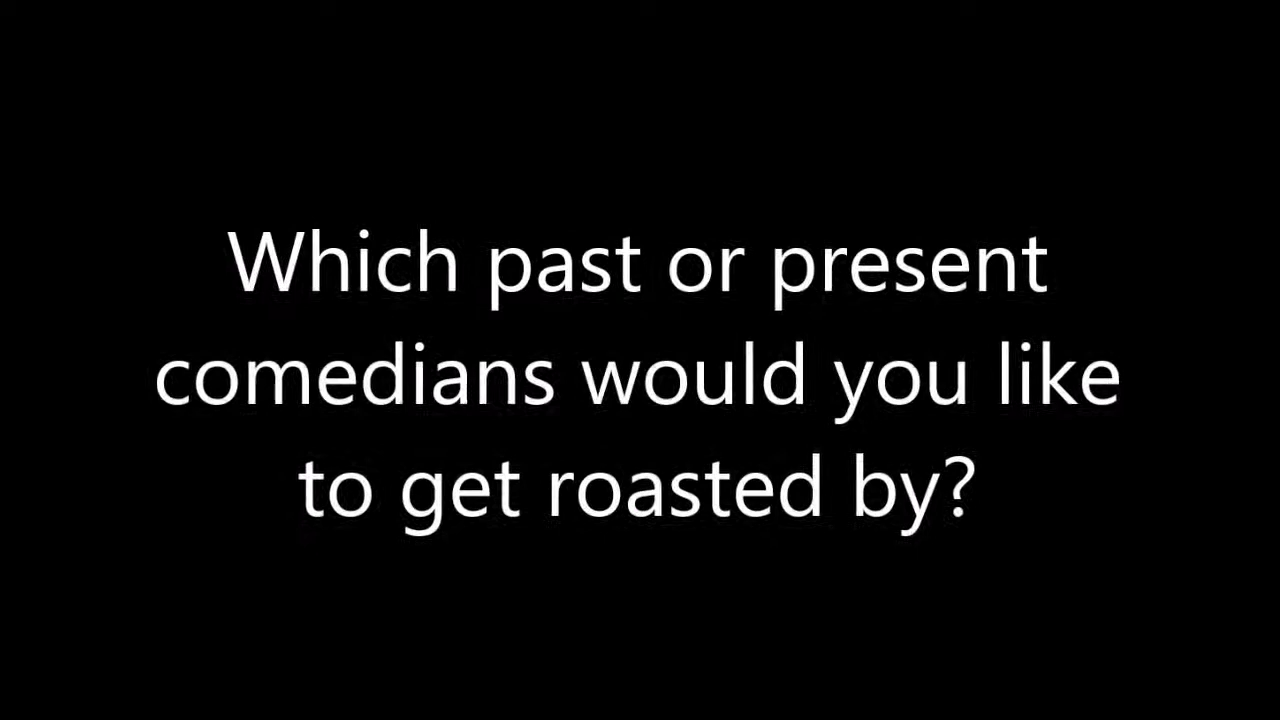 Which past or present
comedians would you like
to get roasted by?